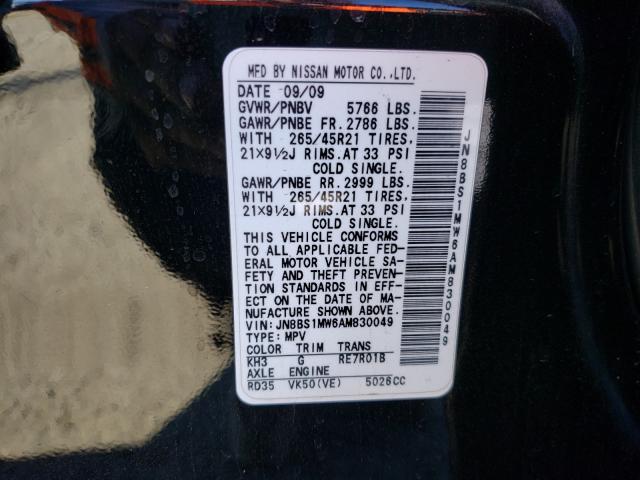 MFD BY NISSAN MOTOR CO.,LTD.
DATE 09/09
GVWR/PNBV 5766 LBS.
GAWR/PNBE FR. 2786 LBS.
WITH 265/45R21 TIRES,
21×9½J RIMS.AT 33 PSI
COLD SINGLE.
GAWR/PNBE RR. 2999 LBS.
WITH 265/45R21 TIRES,
21×9½J RIMS.AT 33 PSI
COLD SINGLE.
THIS VEHICLE CONFORMS
TO ALL APPLICABLE FED-
ERAL MOTOR VEHICLE SA-
FETY AND THEFT PREVEN-
TION STANDARDS IN EFF-
ECT ON THE DATE OF MA-
NUFACTURE SHOWN ABOVE.
VIN:JN8BS1MW6AM830049
TYPE:MPV
COLOR TRIM TRANS
KH3 G RE7R01B
AXLE ENGINE
RD35 VK50(VE) 5026CC
JN8BS1MW6AM830049